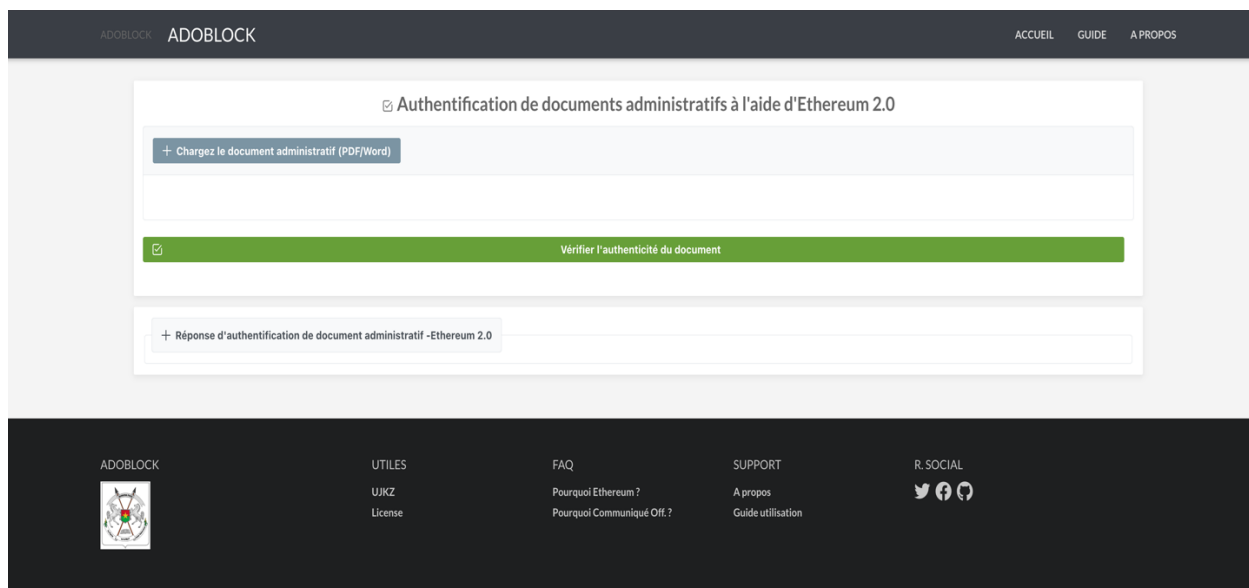 ADOBLOCK ADOBLOCK ACCUEIL GUIDE A PROPOS
Authentification de documents administratifs à l'aide d'Ethereum 2.0
+ Chargez le document administratif (PDF/Word)
Vérifier l'authenticité du document
+ Réponse d'authentification de document administratif -Ethereum 2.0
ADOBLOCK
UTILES
UJKZ
License
FAQ
Pourquoi Ethereum ?
Pourquoi Communiqué Off. ?
SUPPORT
A propos
Guide utilisation
R. SOCIAL